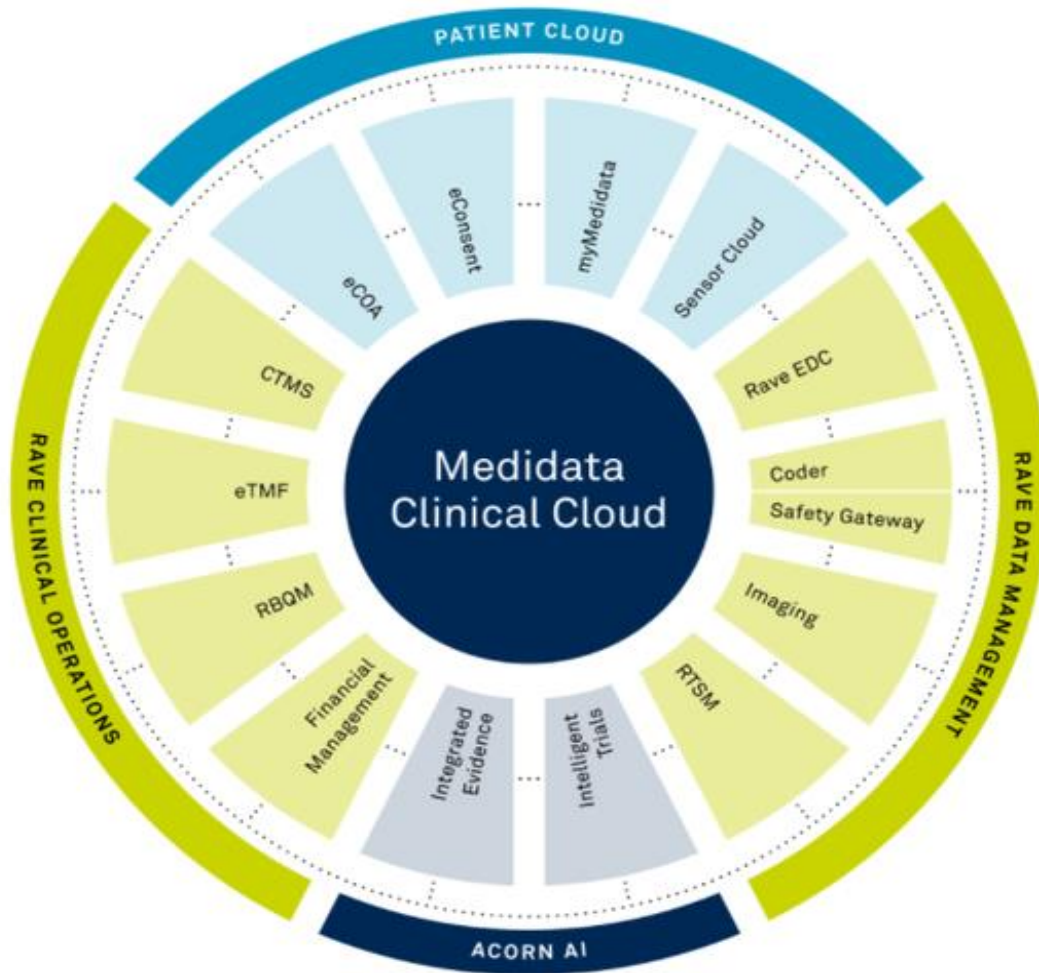 PATIENT CLOUD
eCOA
eConsent
myMedidata
Sensor Cloud
RAVE DATA MANAGEMENT
Rave EDC
Coder
Safety Gateway
Imaging
RTSM
ACORN AI
Intelligent
Trials
Integrated
Evidence
RAVE CLINICAL OPERATIONS
Financial
Management
RBQM
eTMF
CTMS
Medidata
Clinical Cloud